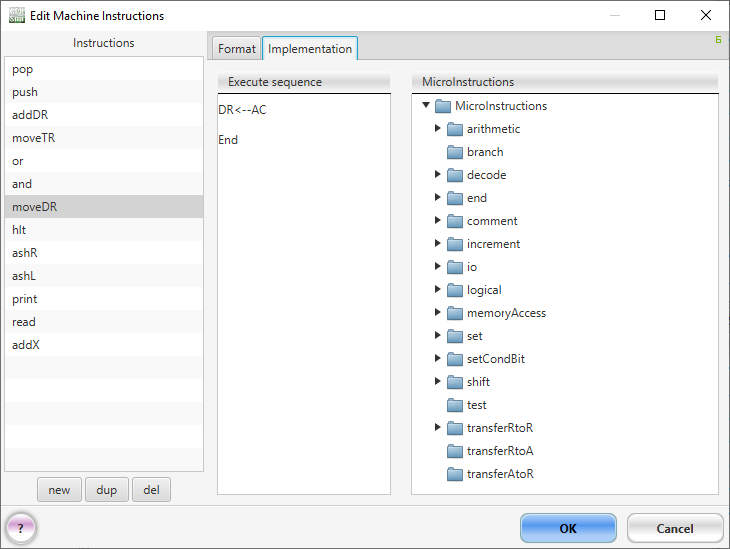 Edit Machine Instructions
Instructions
pop
push
addDR
moveTR
or
and
moveDR
hlt
ashR
ashL
print
read
addX
new dup del
?
Format Implementation
6
Execute sequence
DR<--AC
End
MicroInstructions
MicroInstructions
arithmetic
branch
decode
end
comment
increment
io
logical
memoryAccess
set
setCondBit
shift
test
transferRtoR
transferRtoA
transferAtoR
OK Cancel